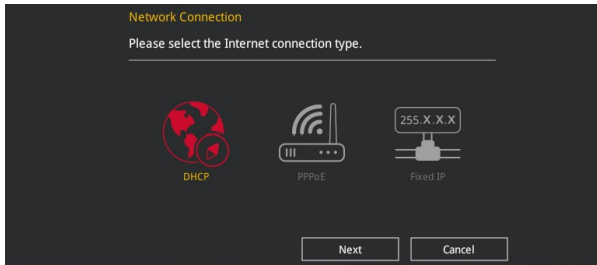 Network Connection
Please select the Internet connection type.
255.X.X.X
DHCP
PPPoE
Fixed IP
Next
Cancel